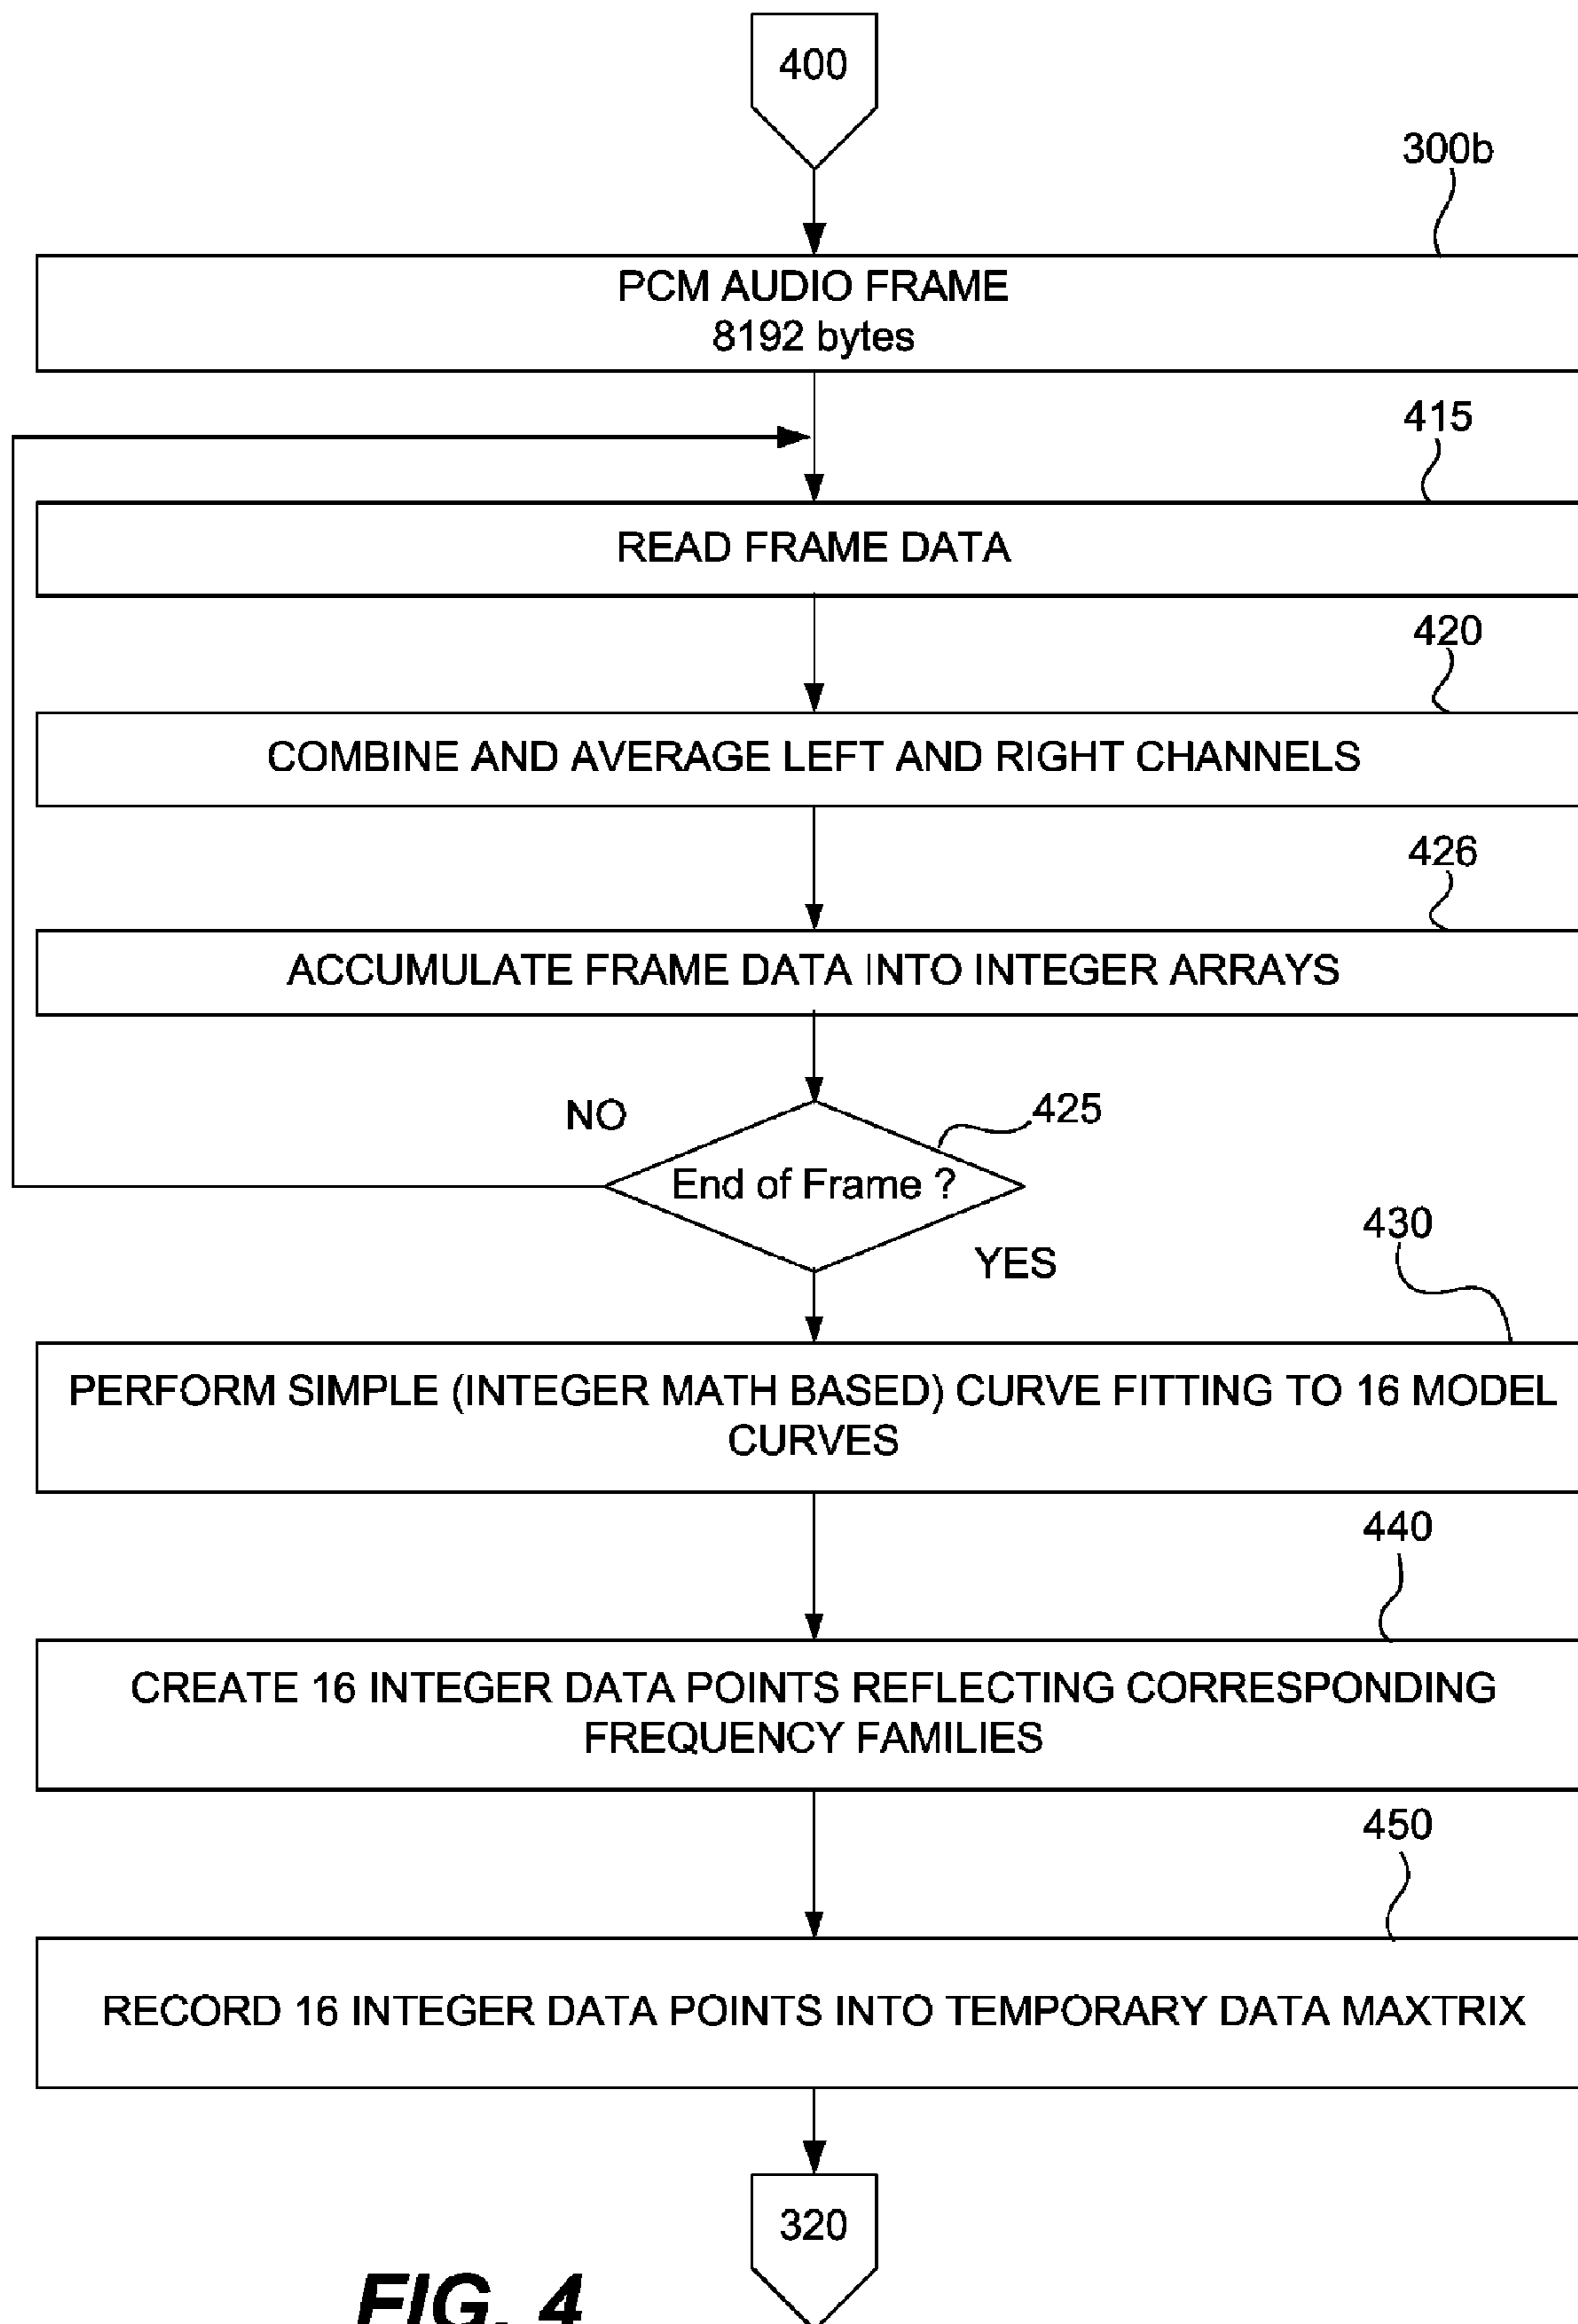 400
300b
PCM AUDIO FRAME
8192 bytes
415
READ FRAME DATA
420
COMBINE AND AVERAGE LEFT AND RIGHT CHANNELS
426
ACCUMULATE FRAME DATA INTO INTEGER ARRAYS
NO
425
End of Frame ?
YES
430
PERFORM SIMPLE (INTEGER MATH BASED) CURVE FITTING TO 16 MODEL
CURVES
440
CREATE 16 INTEGER DATA POINTS REFLECTING CORRESPONDING
FREQUENCY FAMILIES
450
RECORD 16 INTEGER DATA POINTS INTO TEMPORARY DATA MAXTRIX
320
FIG. 4